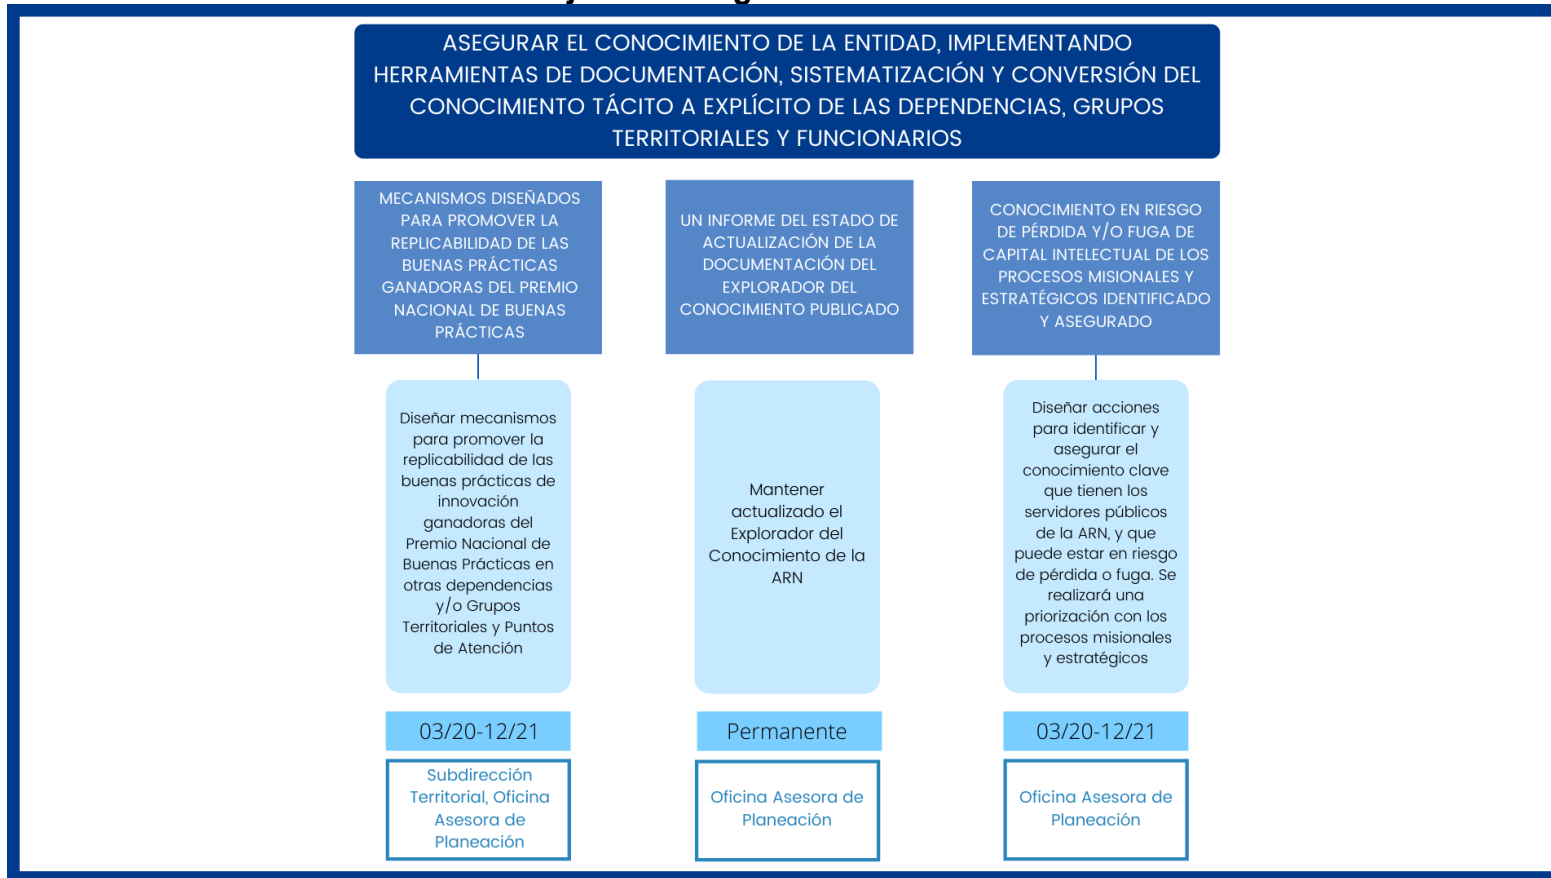 ASEGURAR EL CONOCIMIENTO DE LA ENTIDAD, IMPLEMENTANDO
HERRAMIENTAS DE DOCUMENTACIÓN, SISTEMATIZACIÓN Y CONVERSIÓN DEL
CONOCIMIENTO TÁCITO A EXPLÍCITO DE LAS DEPENDENCIAS, GRUPOS
TERRITORIALES Y FUNCIONARIOS
MECANISMOS DISEÑADOS
PARA PROMOVER LA
REPLICABILIDAD DE LAS
BUENAS PRÁCTICAS
GANADORAS DEL PREMIO
NACIONAL DE BUENAS
PRÁCTICAS
UN INFORME DEL ESTADO DE
ACTUALIZACIÓN DE LA
DOCUMENTACIÓN DEL
EXPLORADOR DEL
CONOCIMIENTO PUBLICADO
CONOCIMIENTO EN RIESGO
DE PÉRDIDA Y/O FUGA DE
CAPITAL INTELECTUAL DE LOS
PROCESOS MISIONALES Y
ESTRATÉGICOS IDENTIFICADO
Y ASEGURADO
Diseñar mecanismos
para promover la
replicabilidad de las
buenas prácticas de
innovación
ganadoras del
Premio Nacional de
Buenas Prácticas en
otras dependencias
y/o Grupos
Territoriales y Puntos
de Atención
Mantener
actualizado el
Explorador del
Conocimiento de la
ARN
Diseñar acciones
para identificar y
asegurar el
conocimiento clave
que tienen los
servidores públicos
de la ARN, y que
puede estar en riesgo
de pérdida o fuga. Se
realizará una
priorización con los
procesos misionales
y estratégicos
03/20-12/21
Permanente
03/20-12/21
Subdirección
Territorial, Oficina
Asesora de
Planeación
Oficina Asesora de
Planeación
Oficina Asesora de
Planeación